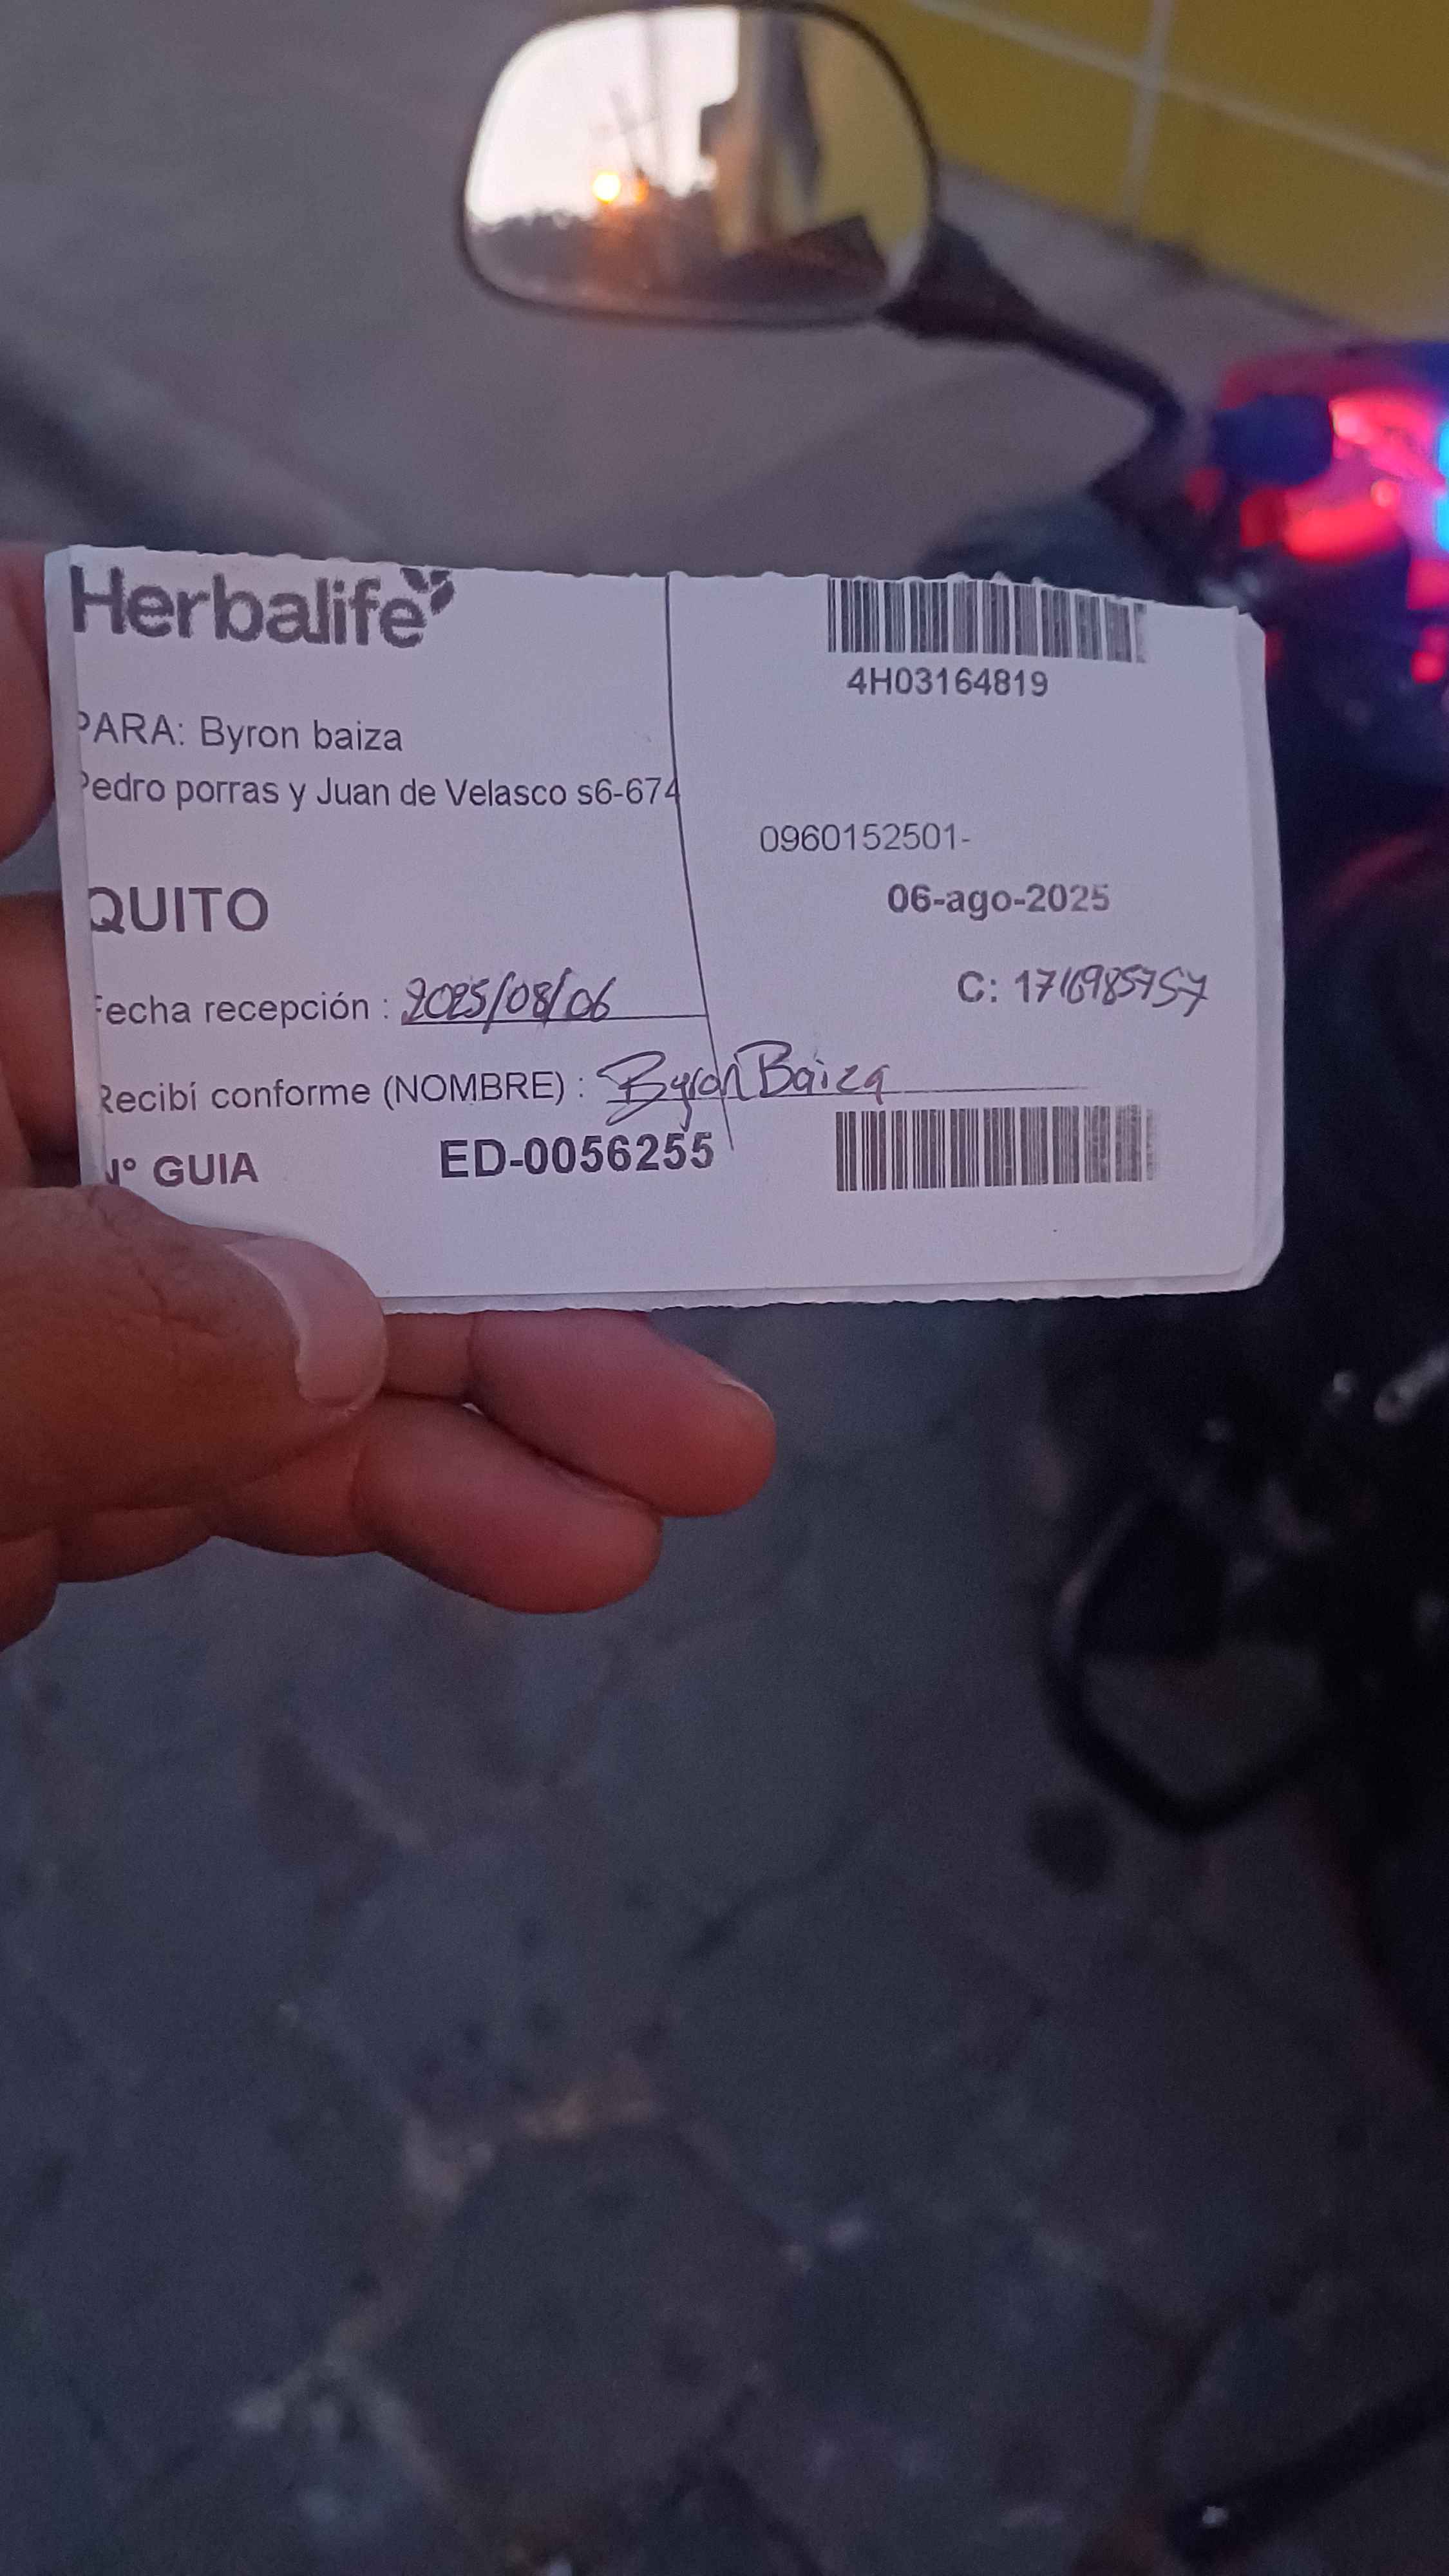 Herbalife
4H03164819
PARA: Byron baiza
Pedro porras y Juan de Velasco s6-674
0960152501-
QUITO
06-ago-2025
Fecha recepción : 2025/08/06
C: 1716985757
Recibí conforme (NOMBRE) : Byron Baiza
N° GUIA ED-0056255